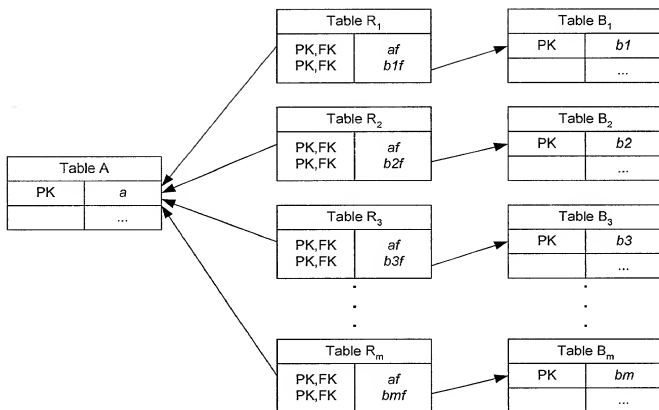 Table A
PK a
...
Table R1
PK,FK af
PK,FK b1f
Table B1
PK b1
...
Table R2
PK,FK af
PK,FK b2f
Table B2
PK b2
...
Table R3
PK,FK af
PK,FK b3f
Table B3
PK b3
...
Table Rm
PK,FK af
PK,FK bmf
Table Bm
PK bm
...